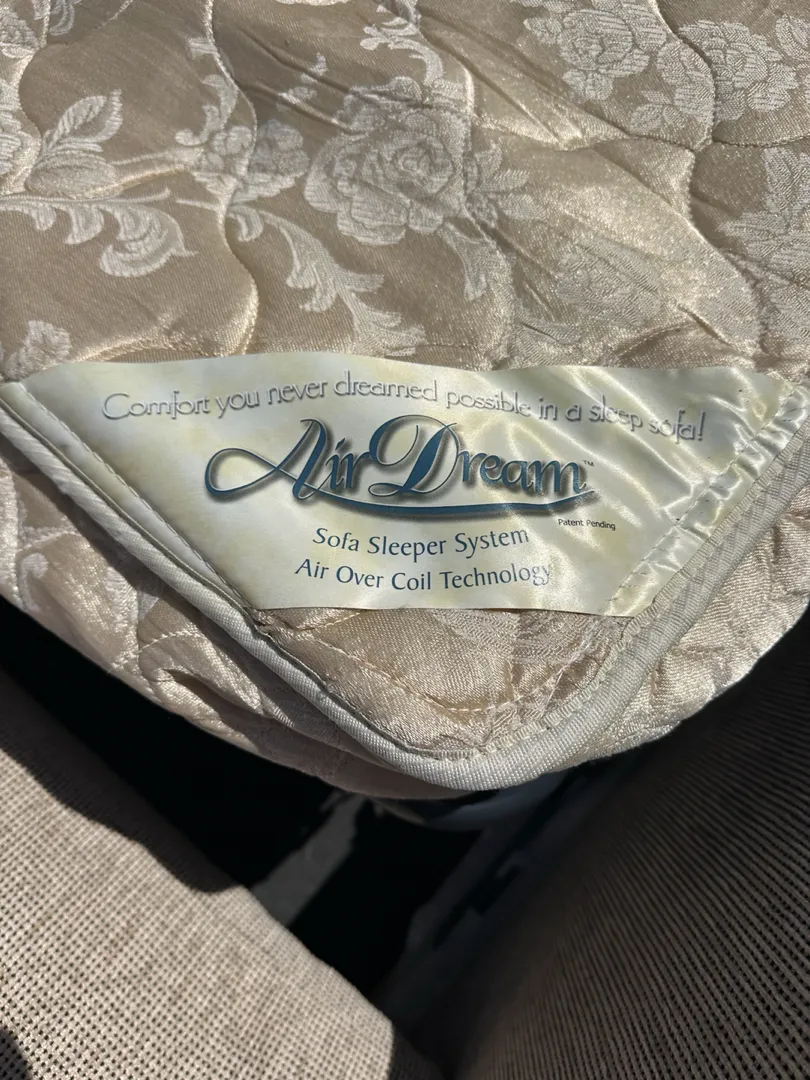 Comfort you never dreamed possible in a sleep sofa!
AirDream™
Patent Pending
Sofa Sleeper System
Air Over Coil Technology